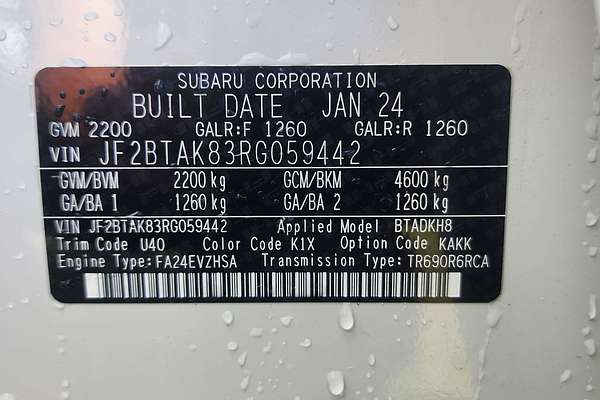 SUBARU CORPORATION
BUILT DATE JAN 24
GVM 2200 GALR:F 1260 GALR:R 1260
VIN JF2BTAK83RG059442
GVM/BVM 2200 kg GCM/BKM 4600 kg
GA/BA 1 1260 kg GA/BA 2 1260 kg
VIN JF2BTAK83RG059442 Applied Model BTADKH8
Trim Code U40 Color Code K1X Option Code KAKK
Engine Type:FA24EVZHSA Transmission Type:TR690R6RCA